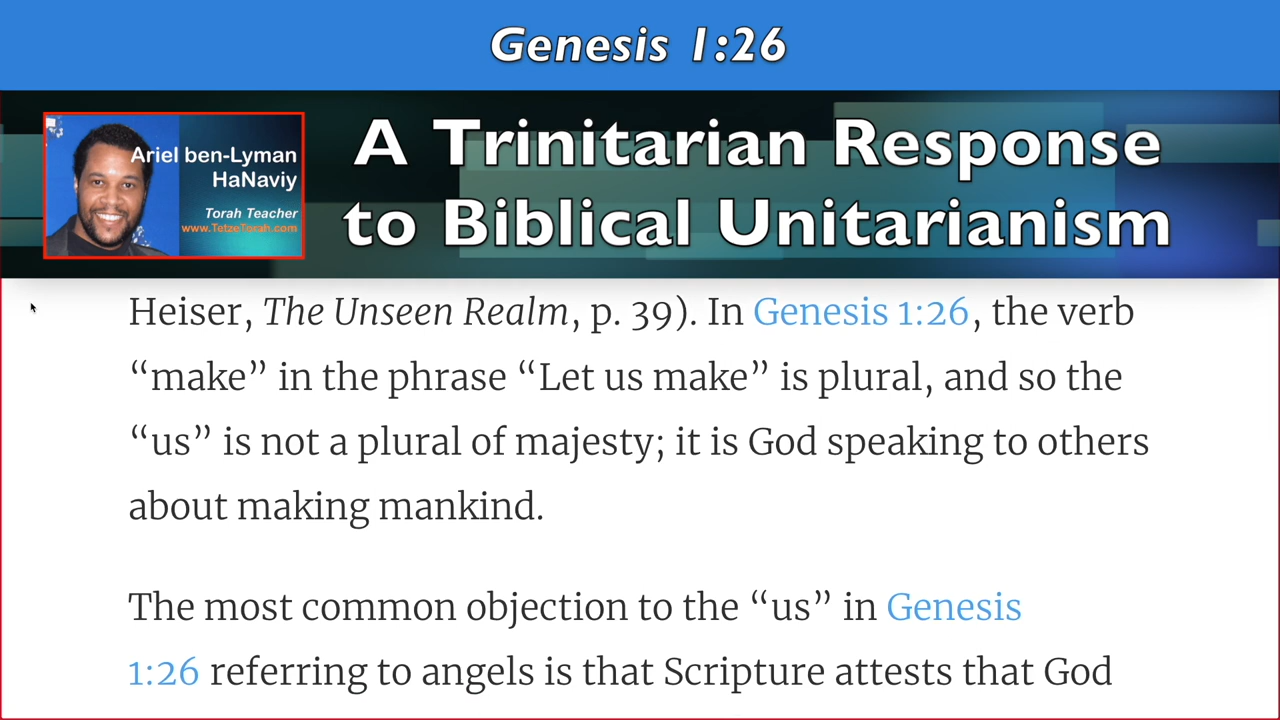 Genesis 1:26
A Trinitarian Response
to Biblical Unitarianism
Ariel ben-Lyman
HaNaviy
Torah Teacher
www.TetzeTorah.com
Heiser, The Unseen Realm, p. 39). In Genesis 1:26, the verb
“make” in the phrase “Let us make” is plural, and so the
“us” is not a plural of majesty; it is God speaking to others
about making mankind.
The most common objection to the “us” in Genesis
1:26 referring to angels is that Scripture attests that God